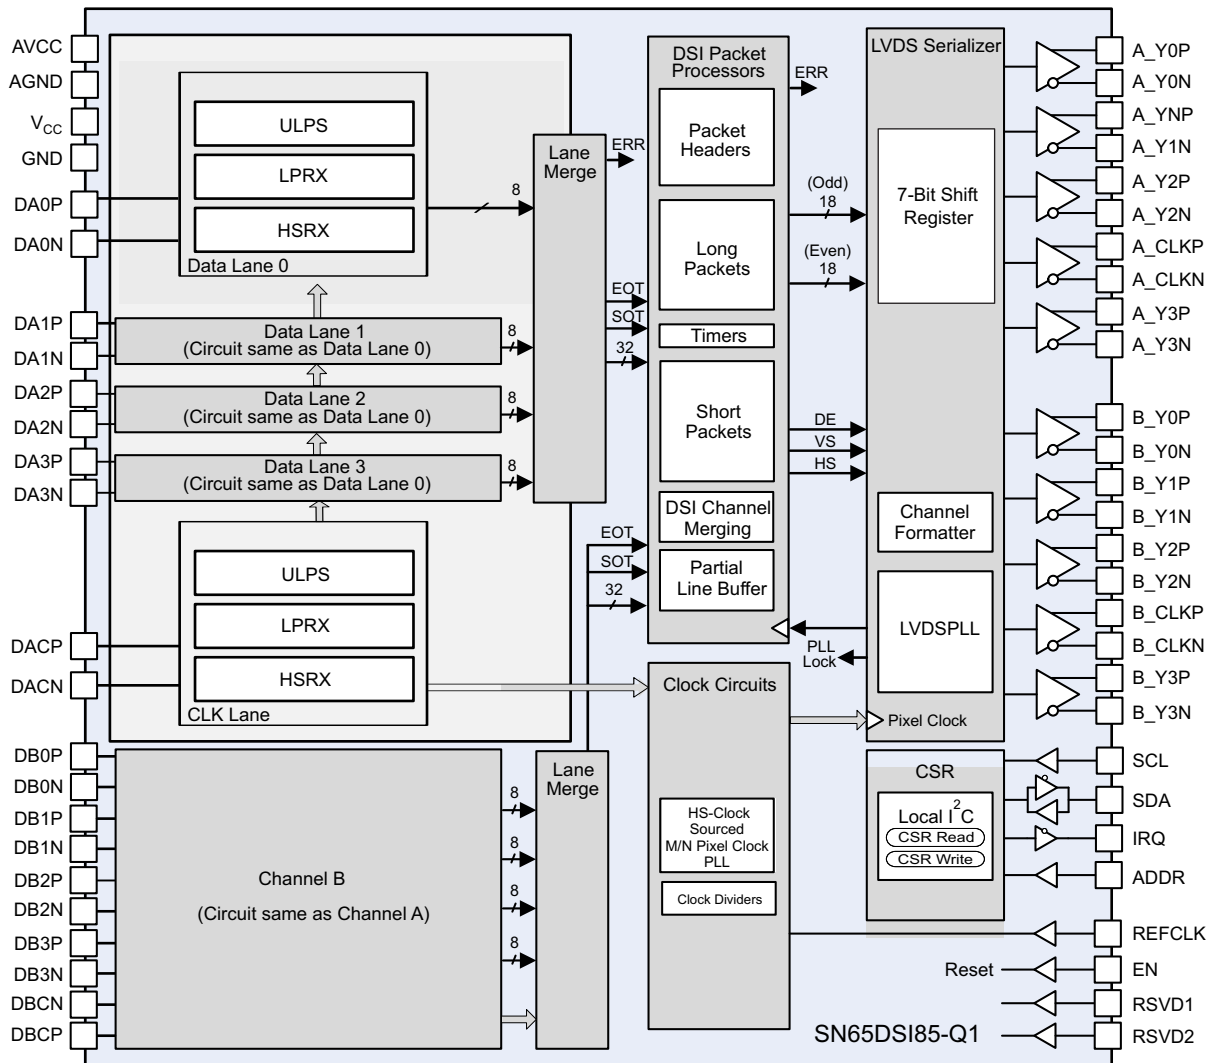 AVCC
AGND
VCC
GND
DA0P
DA0N
DA1P
DA1N
DA2P
DA2N
DA3P
DA3N
DACP
DACN
DB0P
DB0N
DB1P
DB1N
DB2P
DB2N
DB3P
DB3N
DBCN
DBCP
ULPS
LPRX
HSRX
Data Lane 0
8
Data Lane 1
(Circuit same as Data Lane 0)
8
Data Lane 2
(Circuit same as Data Lane 0)
8
Data Lane 3
(Circuit same as Data Lane 0)
8
ULPS
LPRX
HSRX
CLK Lane
Channel B
(Circuit same as Channel A)
8
8
8
8
Lane
Merge
ERR
EOT
SOT
32
Lane
Merge
EOT
SOT
32
DSI Packet
Processors
Packet
Headers
Long
Packets
Timers
Short
Packets
DSI Channel
Merging
Partial
Line Buffer
ERR
(Odd)
18
(Even)
18
DE
VS
HS
PLL
Lock
Clock Circuits
HS-Clock
Sourced
M/N Pixel Clock
PLL
Clock Dividers
LVDS Serializer
7-Bit Shift
Register
Channel
Formatter
LVDSPLL
Pixel Clock
CSR
Local I2C
CSR Read
CSR Write
Reset
SN65DSI85-Q1
A_Y0P
A_Y0N
A_YNP
A_Y1N
A_Y2P
A_Y2N
A_CLKP
A_CLKN
A_Y3P
A_Y3N
B_Y0P
B_Y0N
B_Y1P
B_Y1N
B_Y2P
B_Y2N
B_CLKP
B_CLKN
B_Y3P
B_Y3N
SCL
SDA
IRQ
ADDR
REFCLK
EN
RSVD1
RSVD2